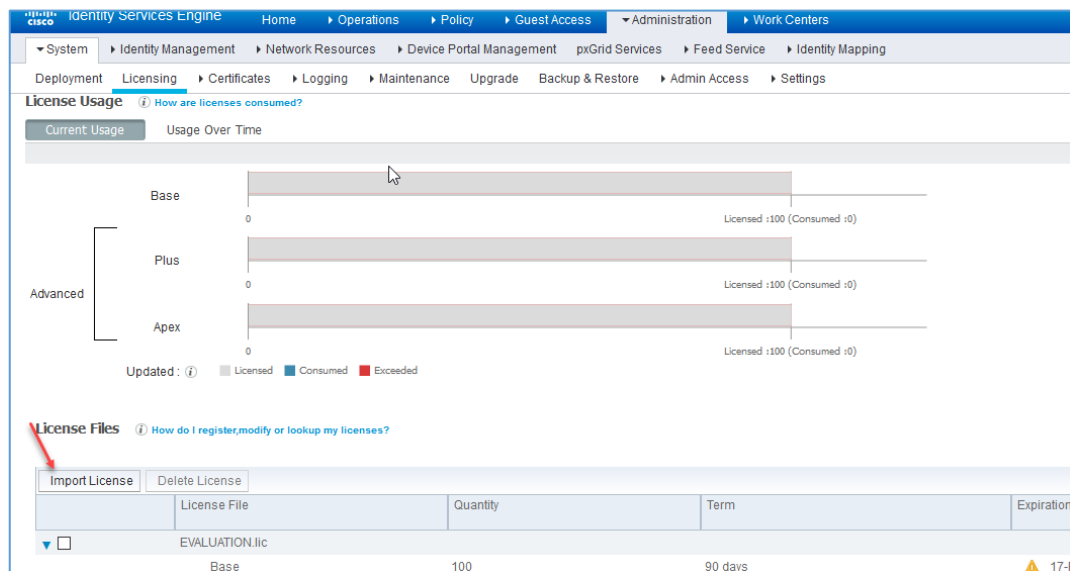 cisco Identity Services Engine Home Operations Policy Guest Access Administration Work Centers
System Identity Management Network Resources Device Portal Management pxGrid Services Feed Service Identity Mapping
Deployment Licensing Certificates Logging Maintenance Upgrade Backup & Restore Admin Access Settings
License Usage i How are licenses consumed?
Current Usage Usage Over Time
Base
0 Licensed :100 (Consumed :0)
Plus
0 Licensed :100 (Consumed :0)
Advanced
Apex
0 Licensed :100 (Consumed :0)
Updated : i Licensed Consumed Exceeded
License Files i How do I register,modify or lookup my licenses?
Import License Delete License
License File Quantity Term Expiration
EVALUATION.lic
Base 100 90 days 17-